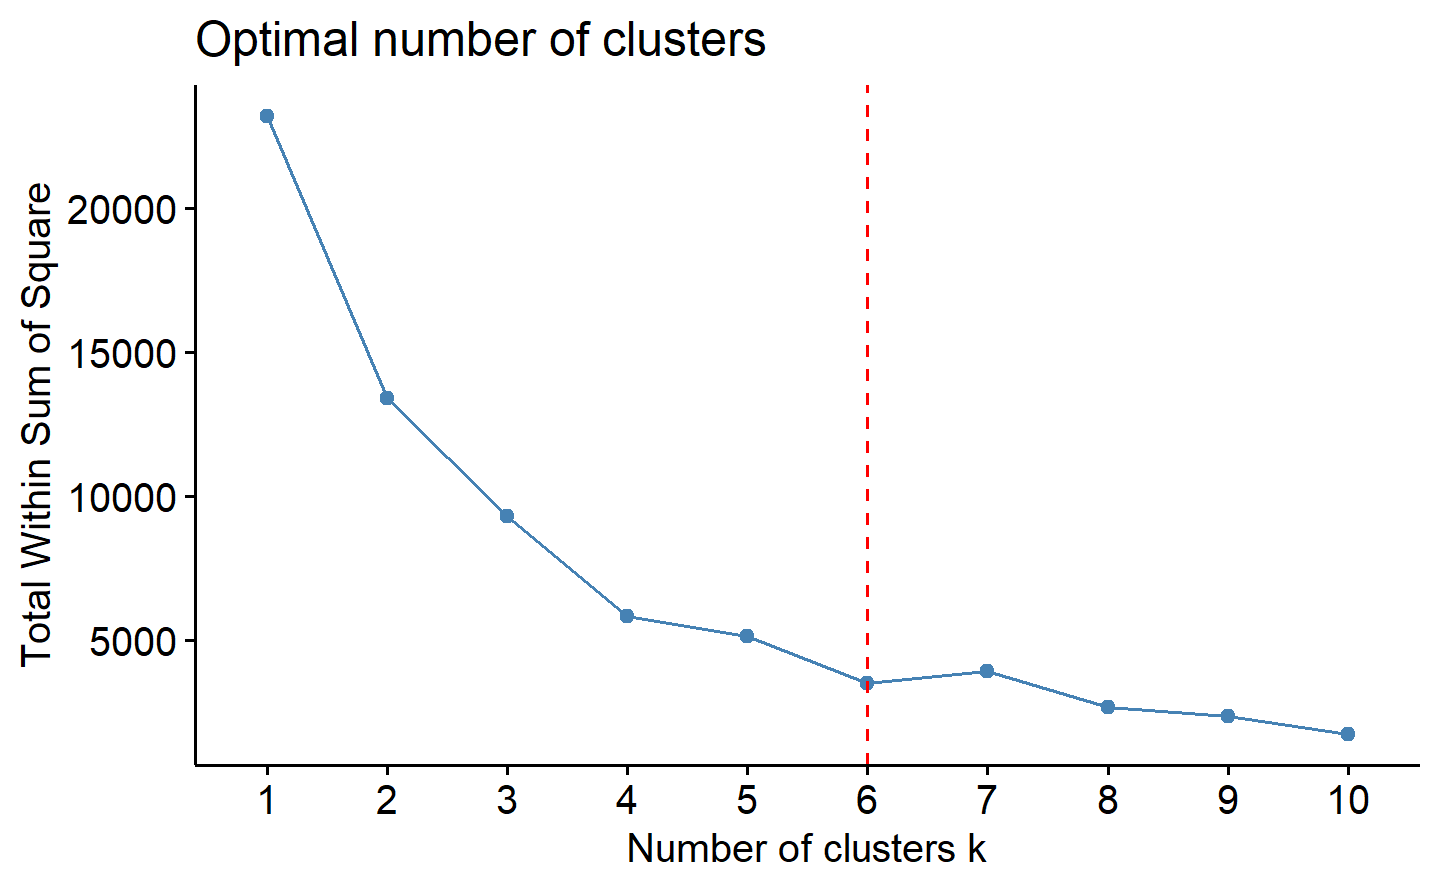 Optimal number of clusters
Total Within Sum of Square
20000
15000
10000
5000
1 2 3 4 5 6 7 8 9 10
Number of clusters k